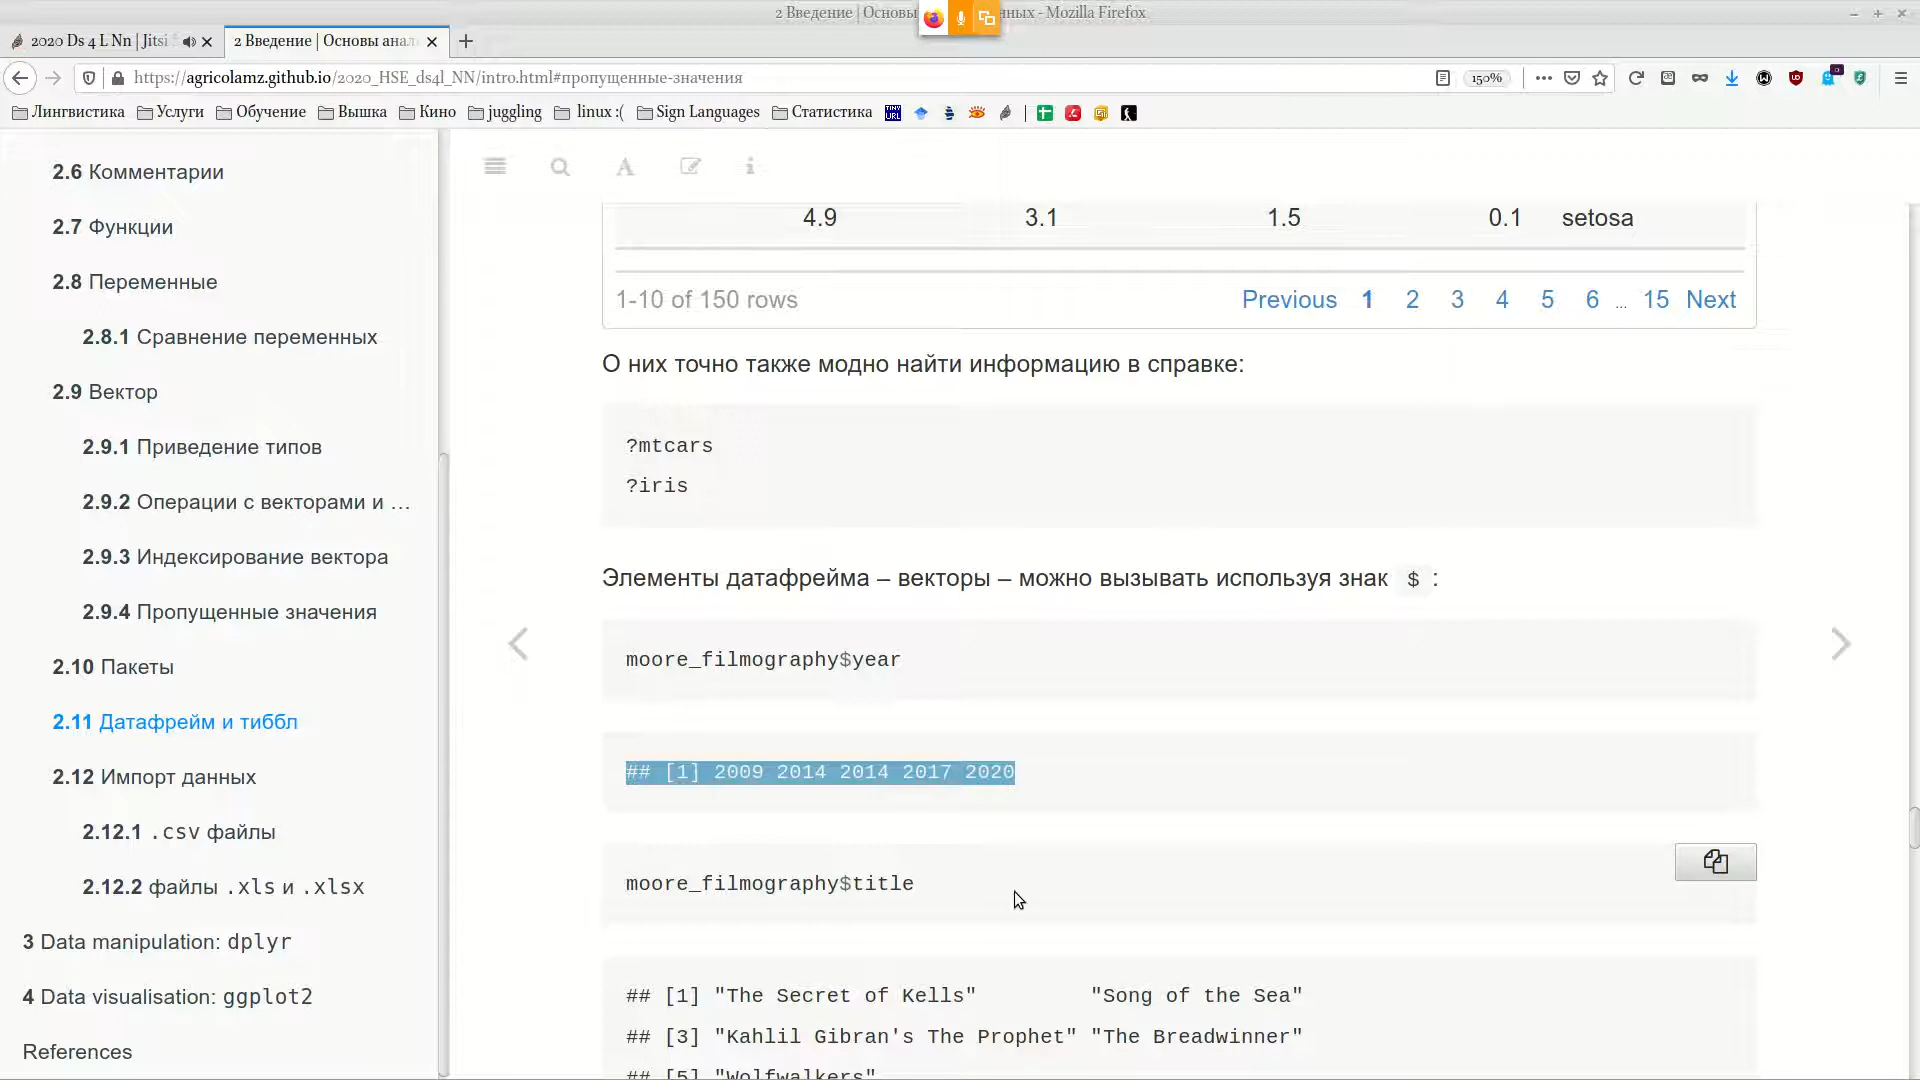 2 Введение | Основы
нных - Mozilla Firefox
2020 Ds 4 L Nn | Jitsi
2 Введение | Основы анал
https://agricolamz.github.io/2020_HSE_ds4l_NN/intro.html#пропущенные-значения
150%
Лингвистика Услуги Обучение Вышка Кино juggling linux :( Sign Languages Статистика TINY URL
2.6 Комментарии
2.7 Функции
2.8 Переменные
2.8.1 Сравнение переменных
2.9 Вектор
2.9.1 Приведение типов
2.9.2 Операции с векторами и …
2.9.3 Индексирование вектора
2.9.4 Пропущенные значения
2.10 Пакеты
2.11 Датафрейм и тиббл
2.12 Импорт данных
2.12.1 .csv файлы
2.12.2 файлы .xls и .xlsx
3 Data manipulation: dplyr
4 Data visualisation: ggplot2
References
4.9 3.1 1.5 0.1 setosa
1-10 of 150 rows
Previous 1 2 3 4 5 6 ... 15 Next
О них точно также модно найти информацию в справке:
?mtcars
?iris
Элементы датафрейма – векторы – можно вызывать используя знак $ :
moore_filmography$year
## [1] 2009 2014 2014 2017 2020
moore_filmography$title
## [1] "The Secret of Kells" "Song of the Sea"
## [3] "Kahlil Gibran's The Prophet" "The Breadwinner"
## [5] "Wolfwalkers"